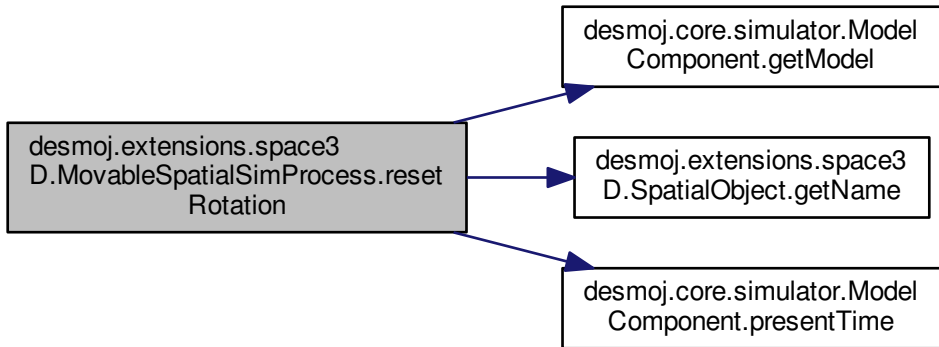 desmoj.extensions.space3
D.MovableSpatialSimProcess.reset
Rotation
desmoj.core.simulator.Model
Component.getModel
desmoj.extensions.space3
D.SpatialObject.getName
desmoj.core.simulator.Model
Component.presentTime